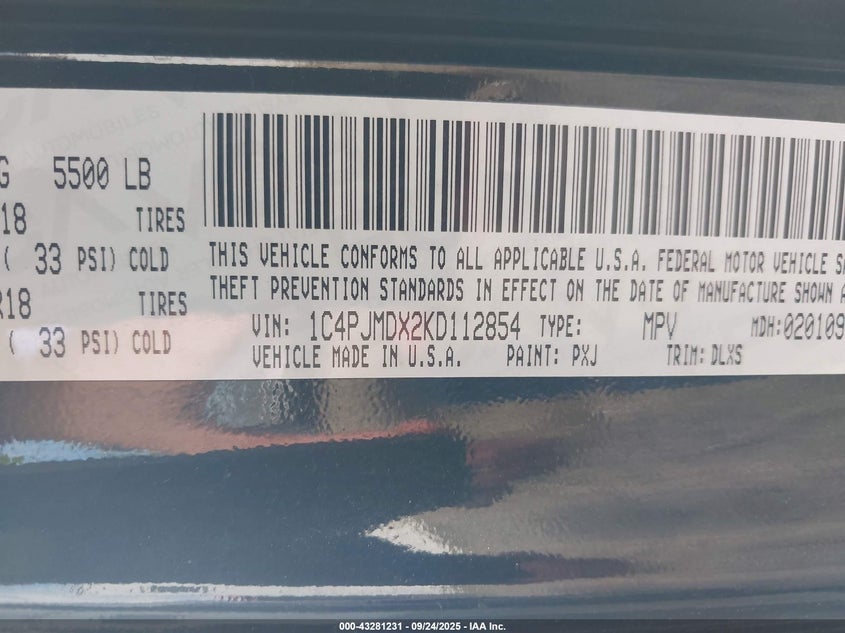 G 5500 LB
18 TIRES
( 33 PSI) COLD
R18 TIRES
( 33 PSI) COLD
THIS VEHICLE CONFORMS TO ALL APPLICABLE U.S.A. FEDERAL MOTOR VEHICLE SA
THEFT PREVENTION STANDARDS IN EFFECT ON THE DATE OF MANUFACTURE SHOWN A
VIN: 1C4PJMDX2KD112854 TYPE: MPV MDH:020109
VEHICLE MADE IN U.S.A. PAINT: PXJ TRIM: DLXS
AUTOMOBILES
000-43281231 - 09/24/2025 - IAA Inc.